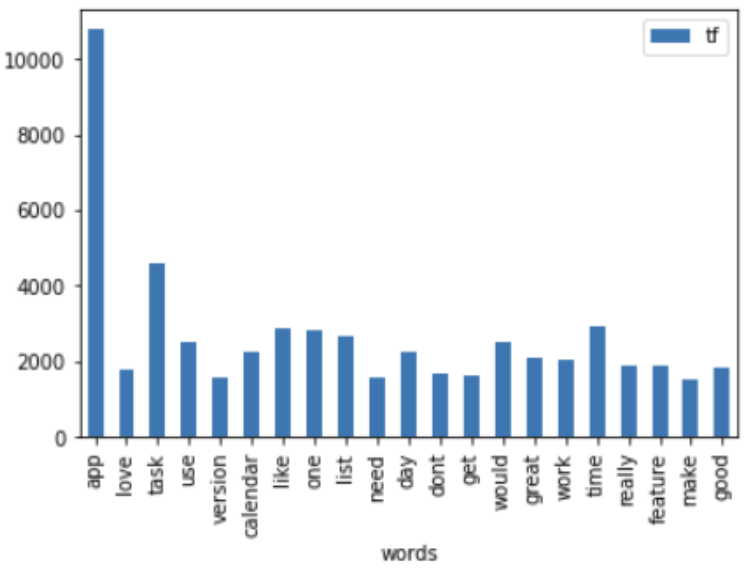 tf
10000
8000
6000
4000
2000
0
app
love
task
use
version
calendar
like
one
list
need
day
dont
get
would
great
work
time
really
feature
make
good
words